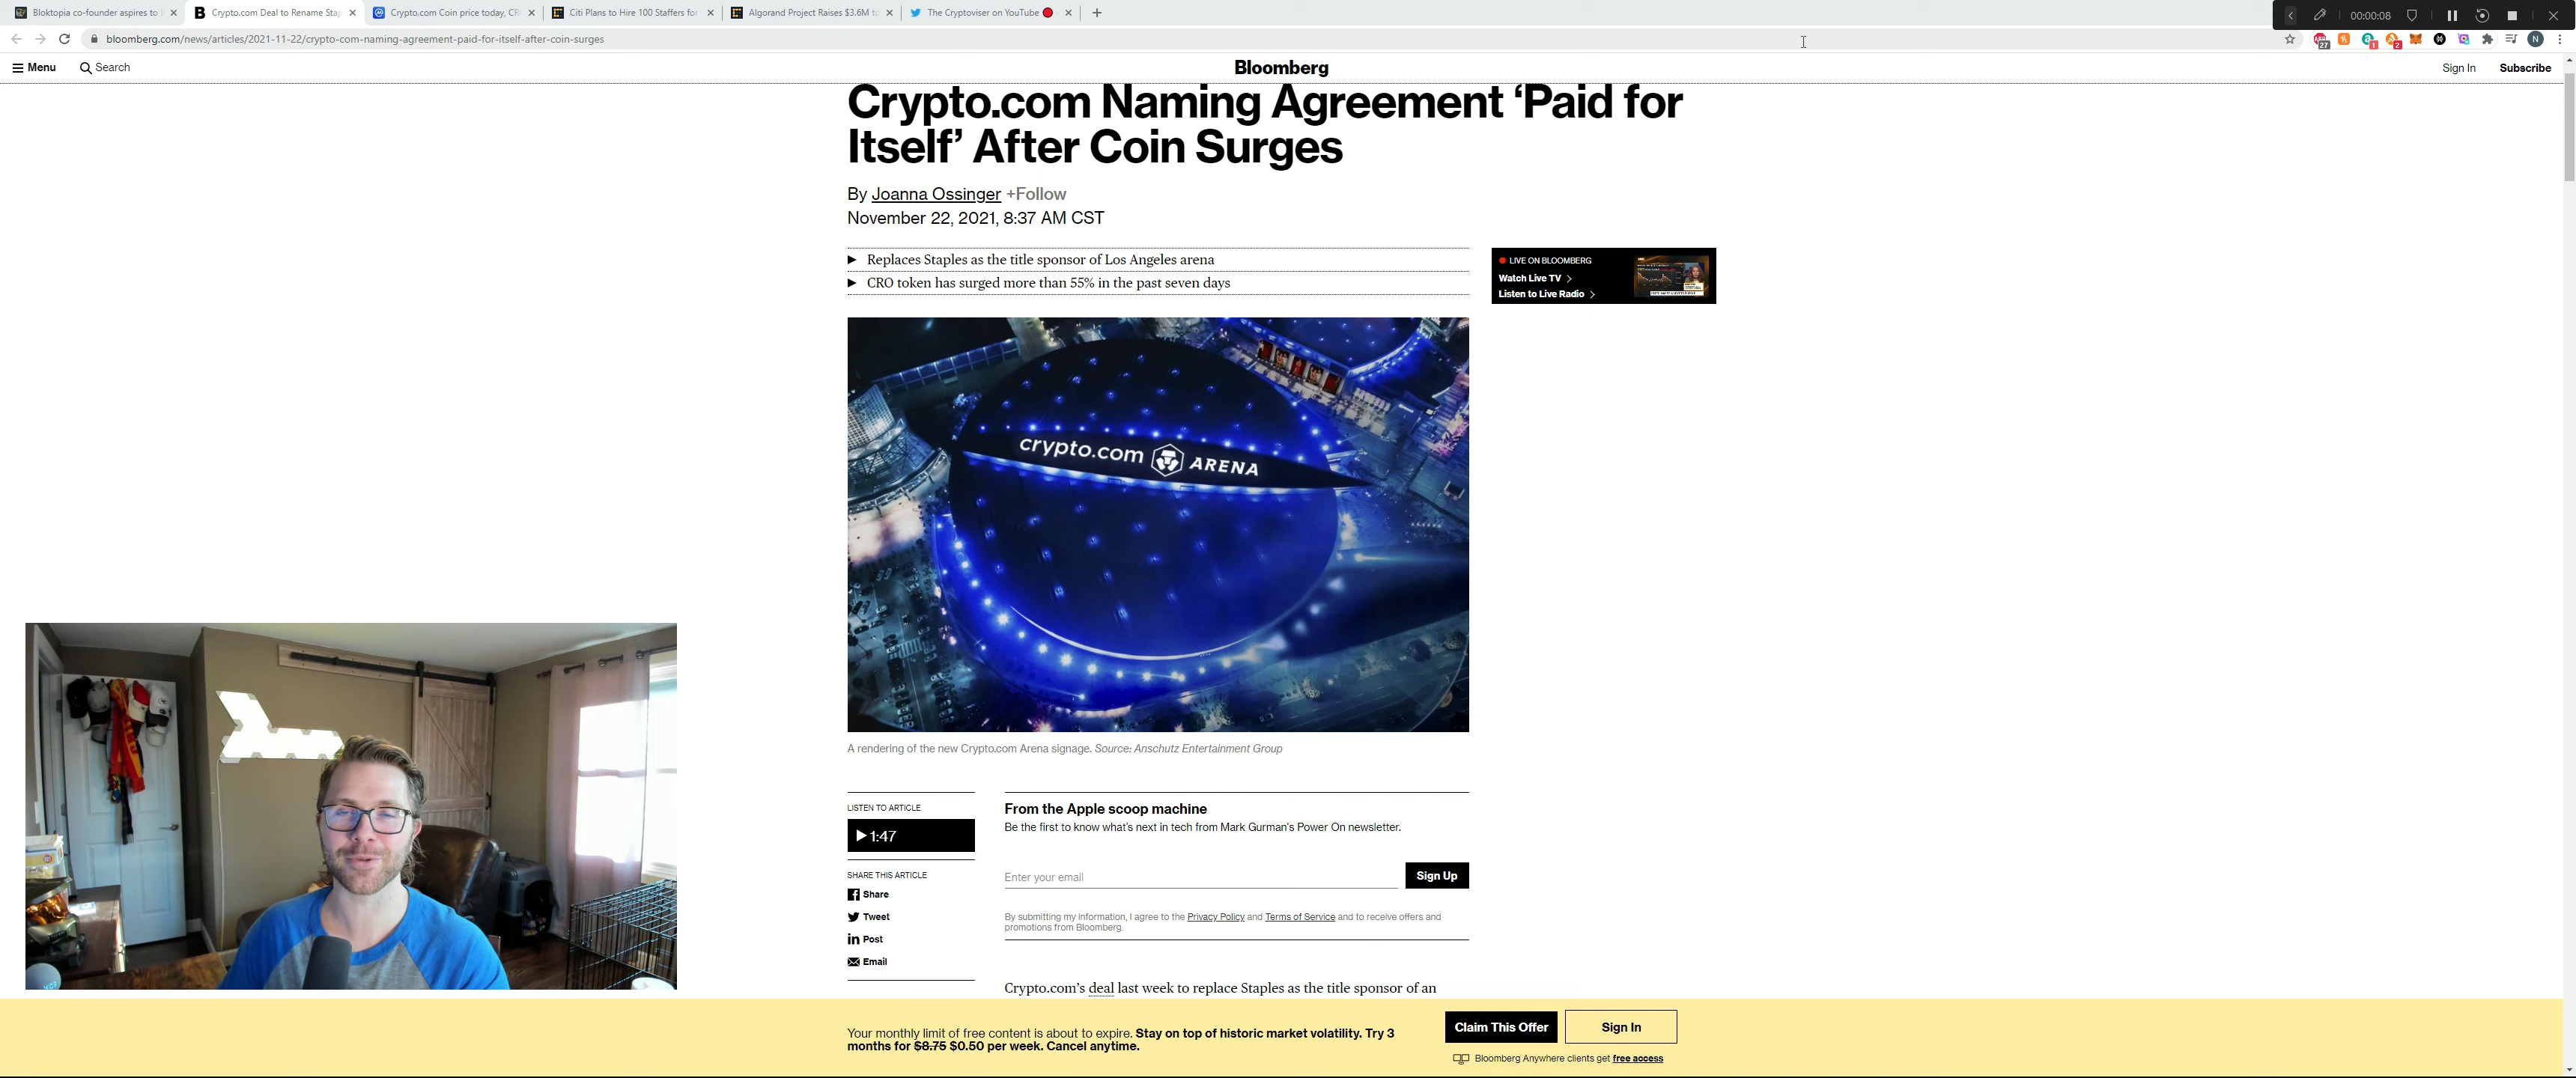 Bloktopia co-founder aspires to
Crypto.com Deal to Rename Stap
Crypto.com Coin price today, CR
Citi Plans to Hire 100 Staffers for
Algorand Project Raises $3.6M to
The Cryptoviser on YouTube
00:00:08
bloomberg.com/news/articles/2021-11-22/crypto-com-naming-agreement-paid-for-itself-after-coin-surges
27
1
2
N
Menu
Search
Bloomberg
Sign In
Subscribe
Crypto.com Naming Agreement ‘Paid for
Itself’ After Coin Surges
By Joanna Ossinger +Follow
November 22, 2021, 8:37 AM CST
Replaces Staples as the title sponsor of Los Angeles arena
CRO token has surged more than 55% in the past seven days
LIVE ON BLOOMBERG
Watch Live TV
Listen to Live Radio
crypto.com ARENA
A rendering of the new Crypto.com Arena signage. Source: Anschutz Entertainment Group
LISTEN TO ARTICLE
1:47
SHARE THIS ARTICLE
Share
Tweet
Post
Email
From the Apple scoop machine
Be the first to know what's next in tech from Mark Gurman's Power On newsletter.
Enter your email
Sign Up
By submitting my information, I agree to the Privacy Policy and Terms of Service and to receive offers and
promotions from Bloomberg.
Crypto.com’s deal last week to replace Staples as the title sponsor of an
Your monthly limit of free content is about to expire. Stay on top of historic market volatility. Try 3
months for $8.75 $0.50 per week. Cancel anytime.
Claim This Offer
Sign In
Bloomberg Anywhere clients get free access